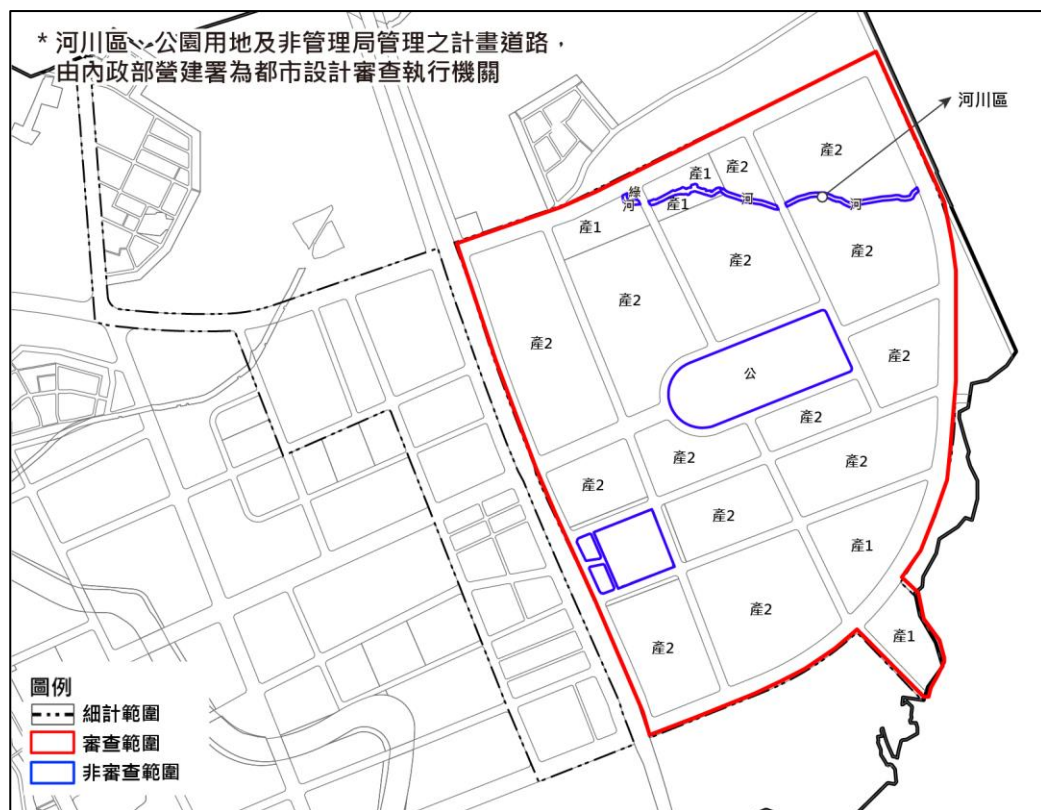 * 河川區、公園用地及非管理局管理之計畫道路，
由內政部營建署為都市設計審查執行機關
河川區
產2
產2
產1
綠
河
產1
河
河
產1
產2
產2
產2
產2
產2
公
產2
產2
產2
產2
產2
產1
產2
產2
產1
圖例
細計範圍
審查範圍
非審查範圍